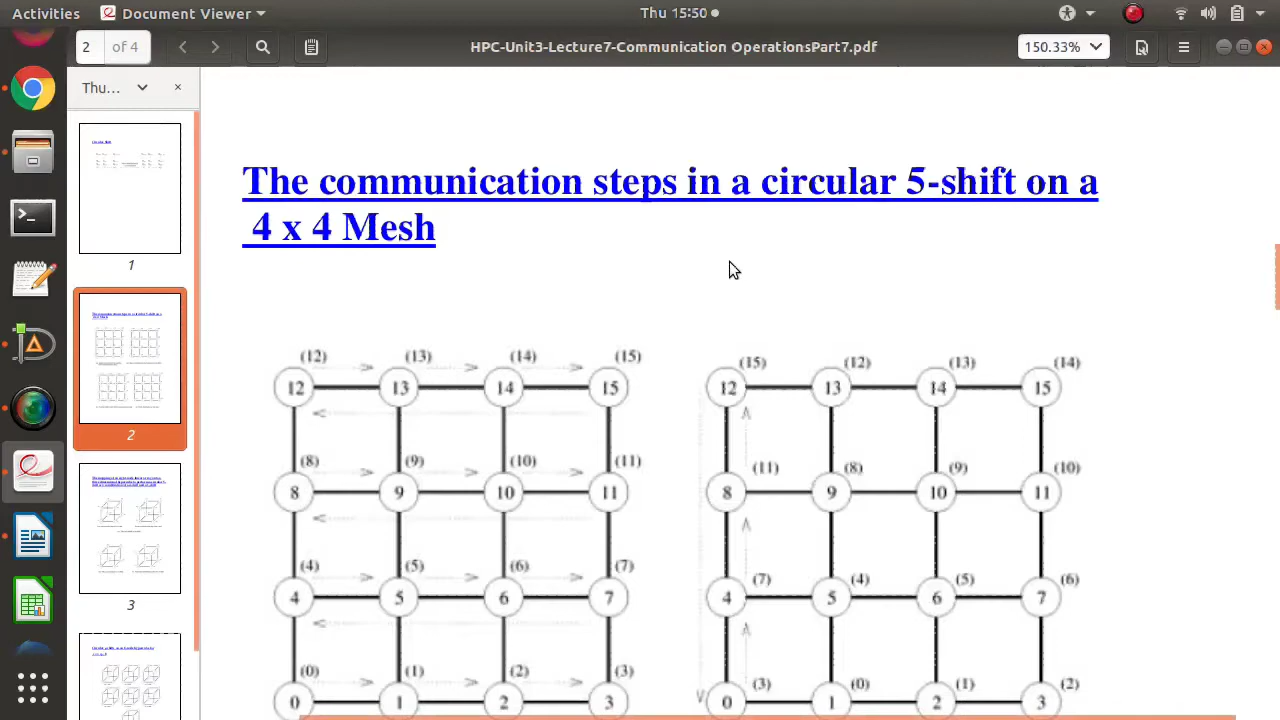 Activities Document Viewer Thu 15:50
2 of 4 HPC-Unit3-Lecture7-Communication OperationsPart7.pdf 150.33%
Thu...
The communication steps in a circular 5-shift on a
4 x 4 Mesh
1
2
3
(12) (13) (14) (15) (15) (12) (13) (14)
12 13 14 15 12 13 14 15
(8) (9) (10) (11) (11) (8) (9) (10)
8 9 10 11 8 9 10 11
(4) (5) (6) (7) (7) (4) (5) (6)
4 5 6 7 4 5 6 7
(0) (1) (2) (3) (3) (0) (1) (2)
0 1 2 3 0 1 2 3